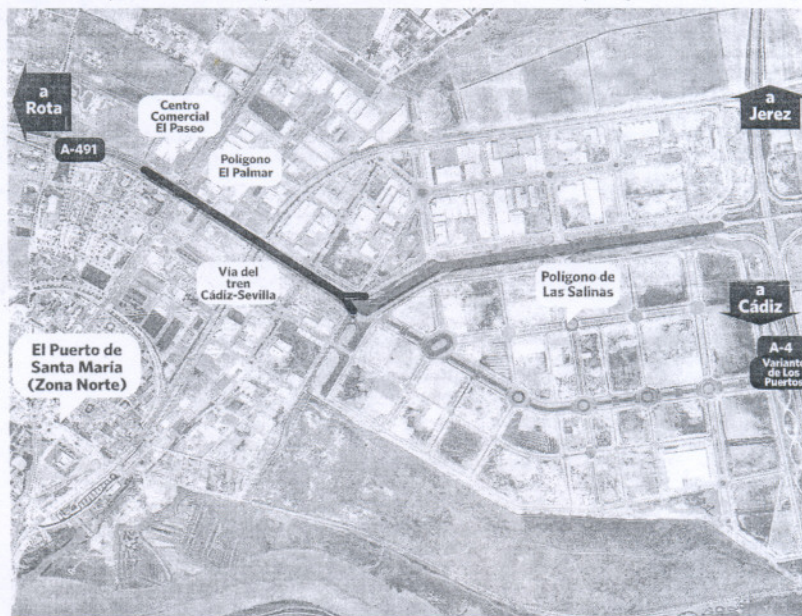 a
Rota
A-491
Centro
Comercial
El Paseo
Polígono
El Palmar
a
Jerez
Vía del
tren
Cádiz-Sevilla
Polígono de
Las Salinas
a
Cádiz
A-4
Variante
de Los
Puertos
El Puerto de
Santa María
(Zona Norte)